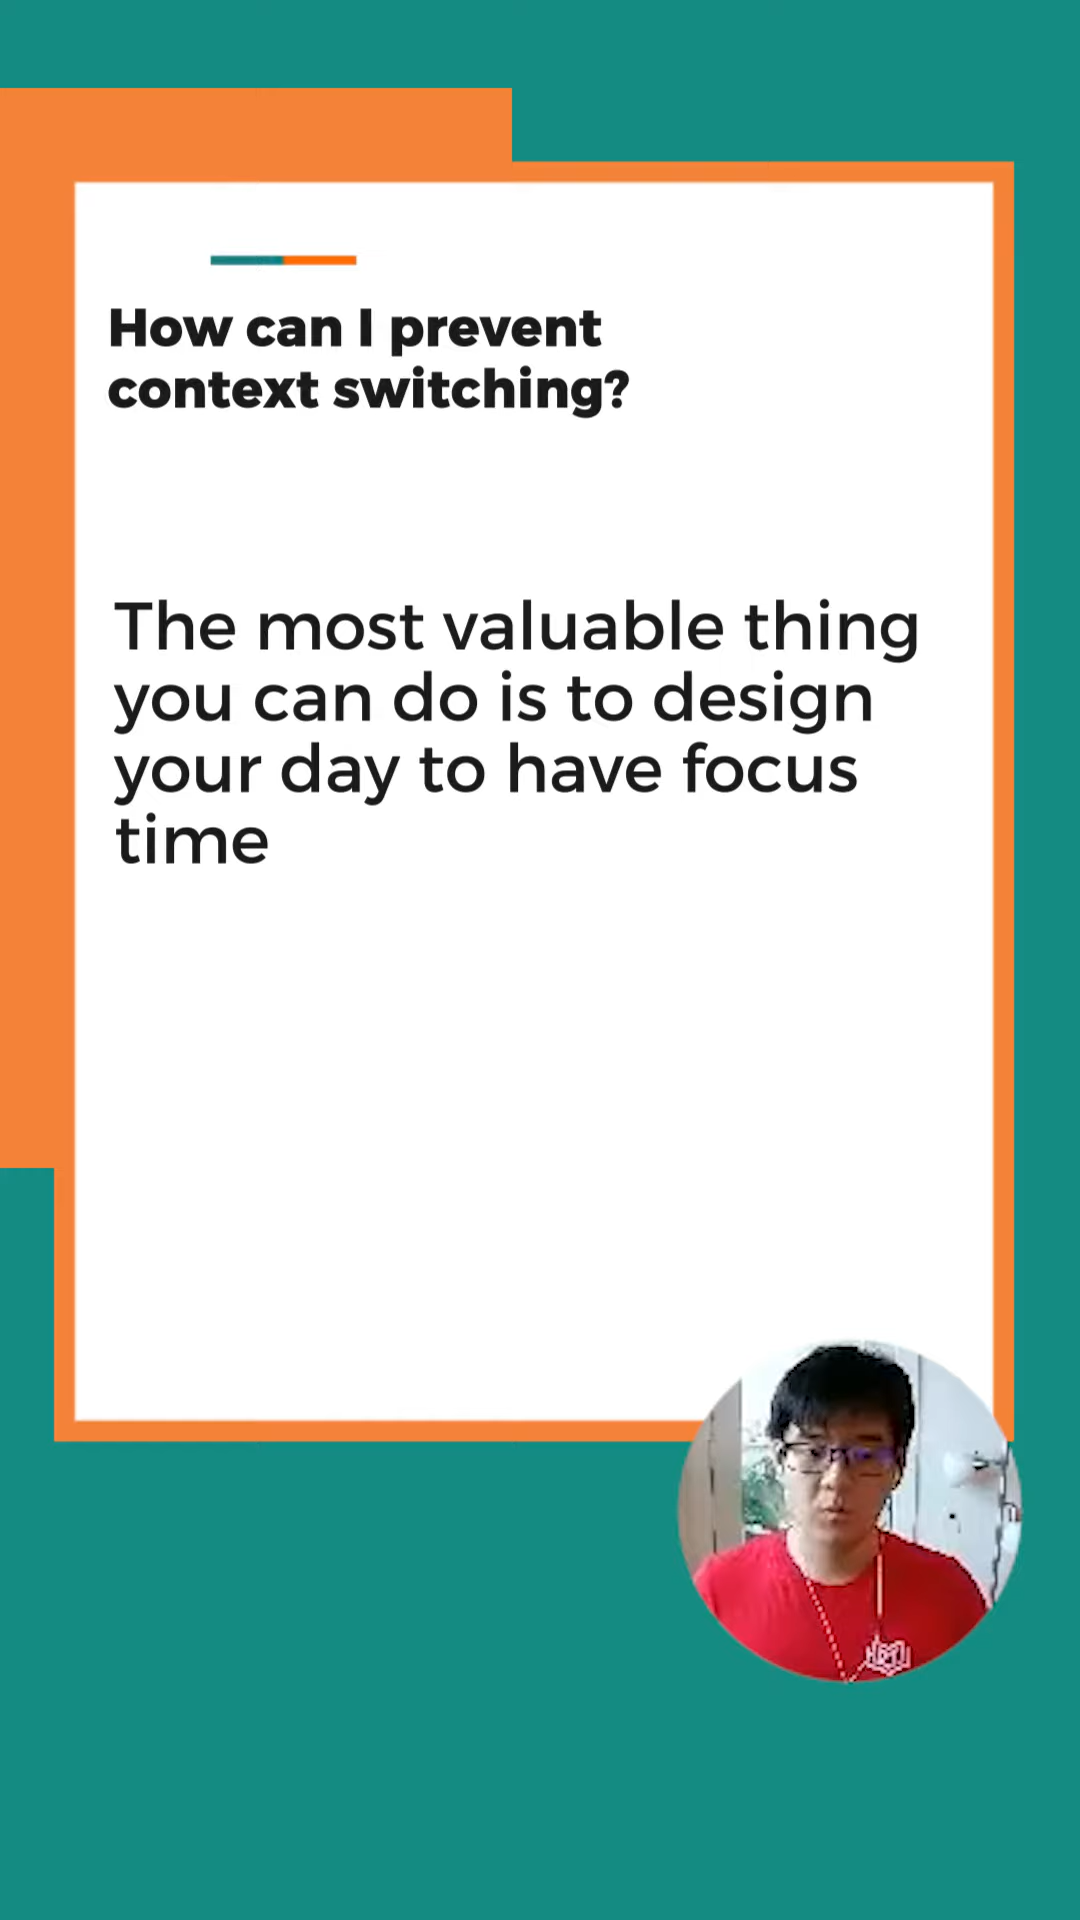 How can I prevent
context switching?
The most valuable thing
you can do is to design
your day to have focus
time